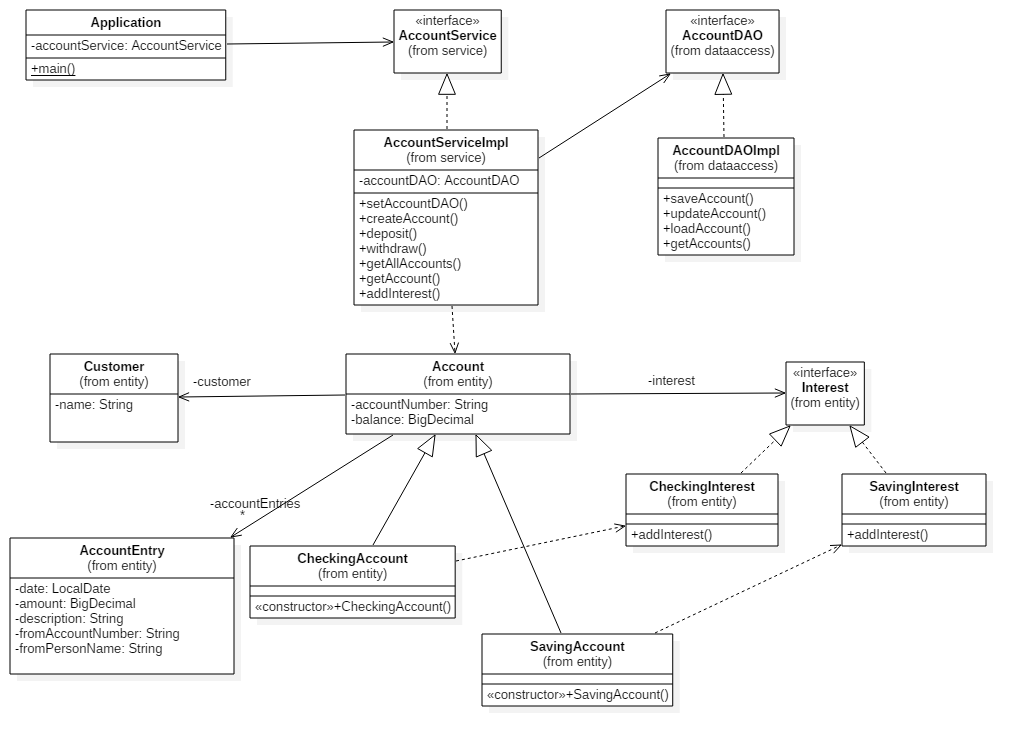 Application
-accountService: AccountService
+main()
«interface»
AccountService
(from service)
«interface»
AccountDAO
(from dataaccess)
AccountServiceImpl
(from service)
-accountDAO: AccountDAO
+setAccountDAO()
+createAccount()
+deposit()
+withdraw()
+getAllAccounts()
+getAccount()
+addInterest()
AccountDAOImpl
(from dataaccess)
+saveAccount()
+updateAccount()
+loadAccount()
+getAccounts()
Customer
(from entity)
-name: String
-customer
Account
(from entity)
-accountNumber: String
-balance: BigDecimal
-interest
«interface»
Interest
(from entity)
CheckingInterest
(from entity)
+addInterest()
SavingInterest
(from entity)
+addInterest()
-accountEntries
*
AccountEntry
(from entity)
-date: LocalDate
-amount: BigDecimal
-description: String
-fromAccountNumber: String
-fromPersonName: String
CheckingAccount
(from entity)
«constructor»+CheckingAccount()
SavingAccount
(from entity)
«constructor»+SavingAccount()